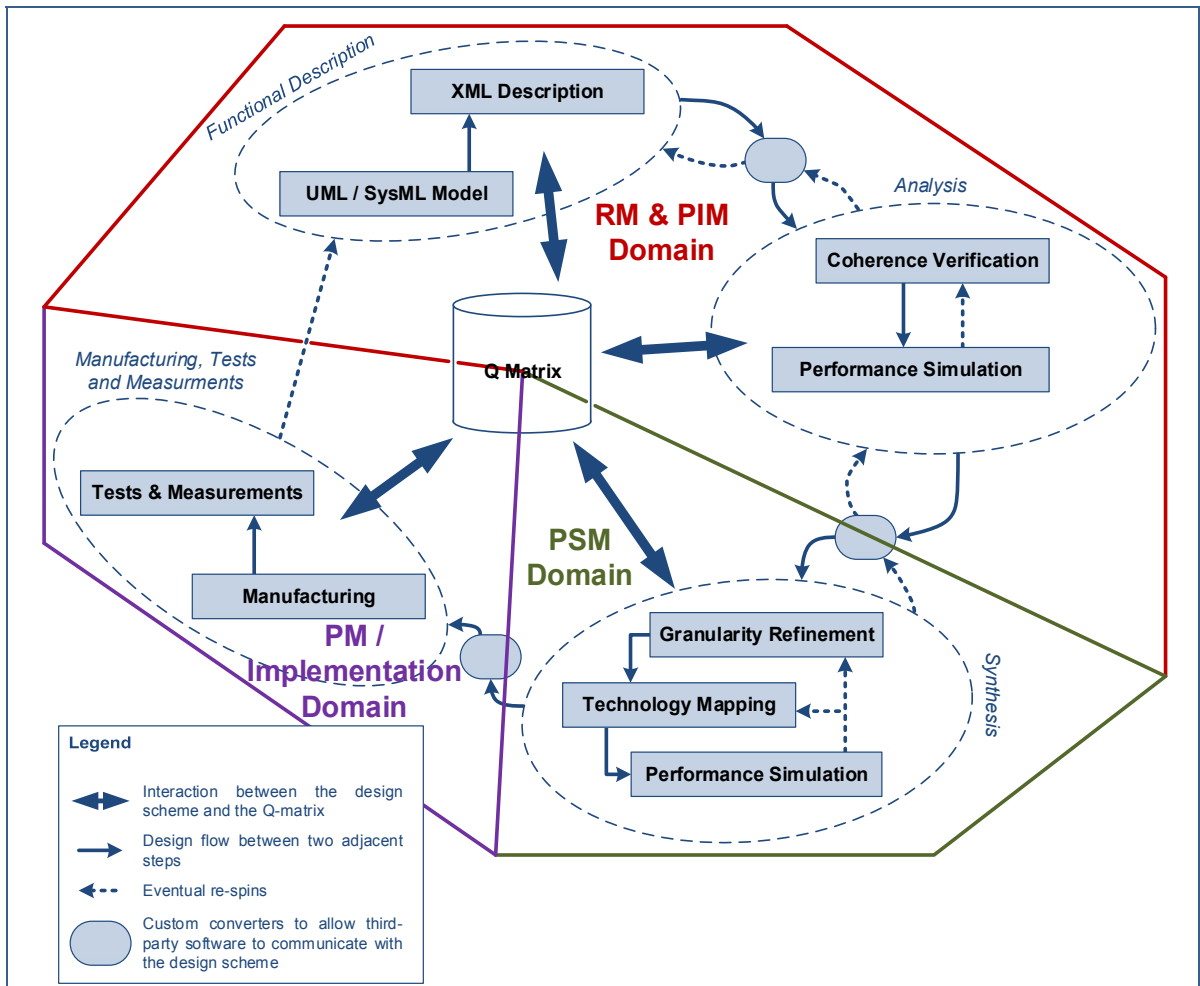 Functional Description
XML Description
UML / SysML Model
RM & PIM
Domain
Analysis
Coherence Verification
Performance Simulation
Q Matrix
Manufacturing, Tests
and Measurments
Tests & Measurements
Manufacturing
PSM
Domain
PM /
Implementation
Domain
Granularity Refinement
Technology Mapping
Performance Simulation
Synthesis
Legend
Interaction between the design
scheme and the Q-matrix
Design flow between two adjacent
steps
Eventual re-spins
Custom converters to allow third-
party software to communicate with
the design scheme